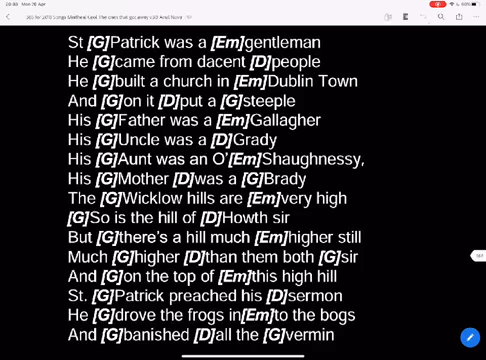 St [G]Patrick was a [Em]gentleman
He [G]came from dacent [D]people
He [G]built a church in [Em]Dublin Town
And [G]on it [D]put a [G]steeple
His [G]Father was a [Em]Gallagher
His [G]Uncle was a [D]Grady
His [G]Aunt was an O'[Em]Shaughnessy,
His [G]Mother [D]was a [G]Brady
The [G]Wicklow hills are [Em]very high
[G]So is the hill of [D]Howth sir
But [G]there's a hill much [Em]higher still
Much [G]higher [D]than them both [G]sir
And [G]on the top of [Em]this high hill
St. [G]Patrick preached his [D]sermon
He [G]drove the frogs in[Em]to the bogs
And [G]banished [D]all the [G]vermin